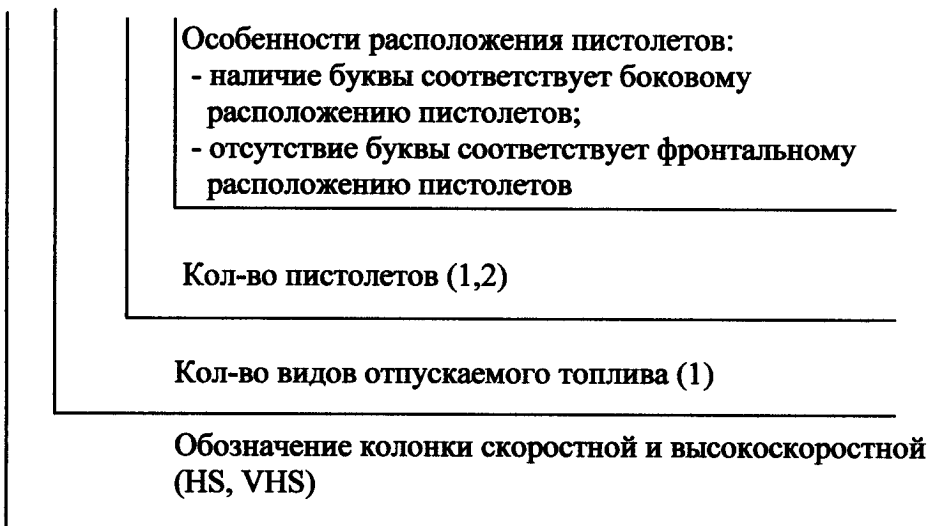 Особенности расположения пистолетов:
- наличие буквы соответствует боковому
расположению пистолетов;
- отсутствие буквы соответствует фронтальному
расположению пистолетов
Кол-во пистолетов (1,2)
Кол-во видов отпускаемого топлива (1)
Обозначение колонки скоростной и высокоскоростной
(HS, VHS)